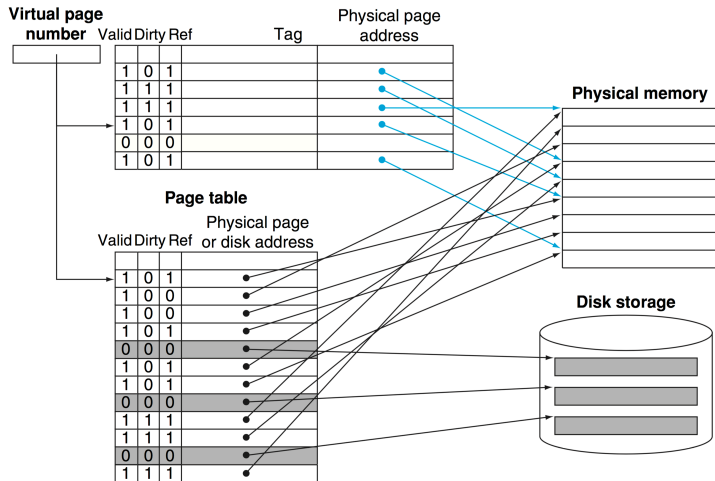 Virtual page
number
Valid Dirty Ref
Tag
Physical page
address
1 0 1
1 1 1
1 1 1
1 0 1
0 0 0
1 0 1
Physical memory
Page table
Valid Dirty Ref
Physical page
or disk address
1 0 1
1 0 0
1 0 0
1 0 1
0 0 0
1 0 1
1 0 1
0 0 0
1 1 1
1 1 1
0 0 0
1 1 1
Disk storage